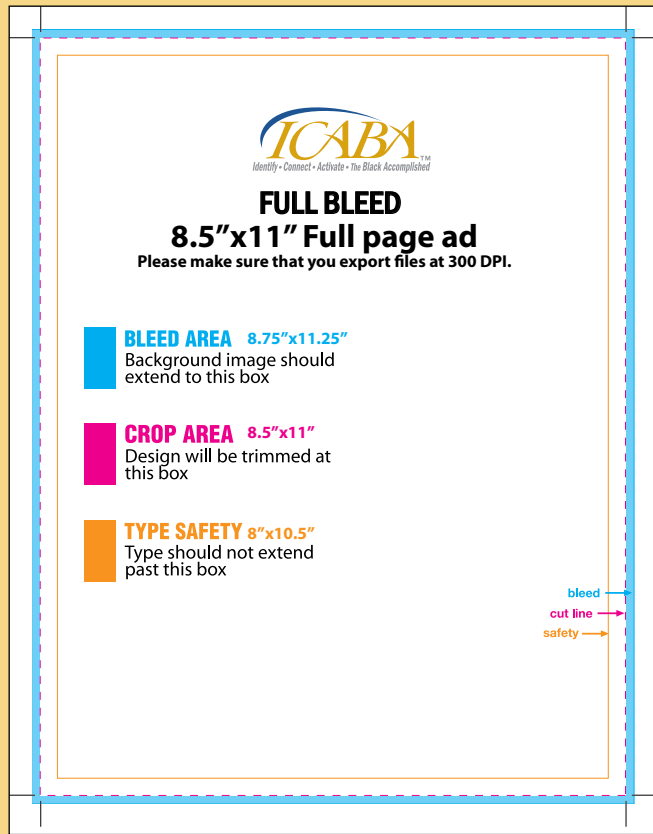 ICABA™
Identify • Connect • Activate • The Black Accomplished
FULL BLEED
8.5”x11” Full page ad
Please make sure that you export files at 300 DPI.
BLEED AREA 8.75”x11.25”
Background image should
extend to this box
CROP AREA 8.5”x11”
Design will be trimmed at
this box
TYPE SAFETY 8”x10.5”
Type should not extend
past this box
bleed
cut line
safety